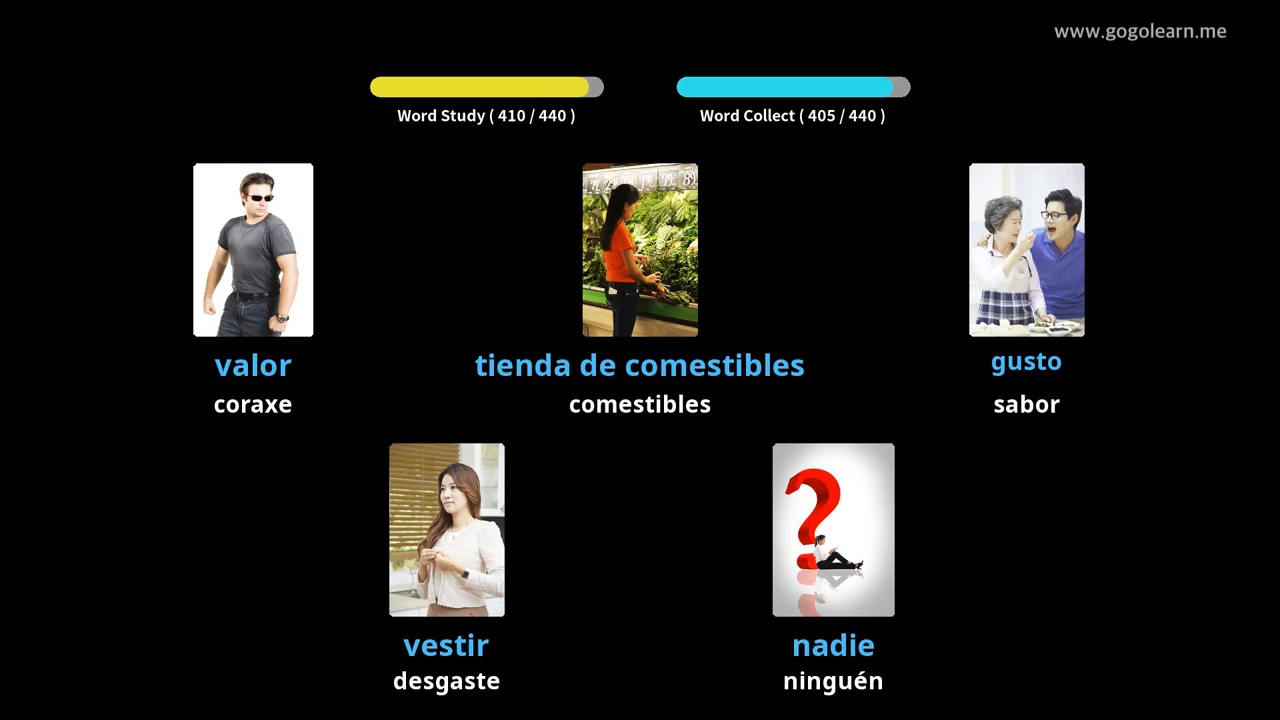 www.gogolearn.me
Word Study ( 410 / 440 )
Word Collect ( 405 / 440 )
valor
coraxe
tienda de comestibles
comestibles
gusto
sabor
vestir
desgaste
nadie
ninguén